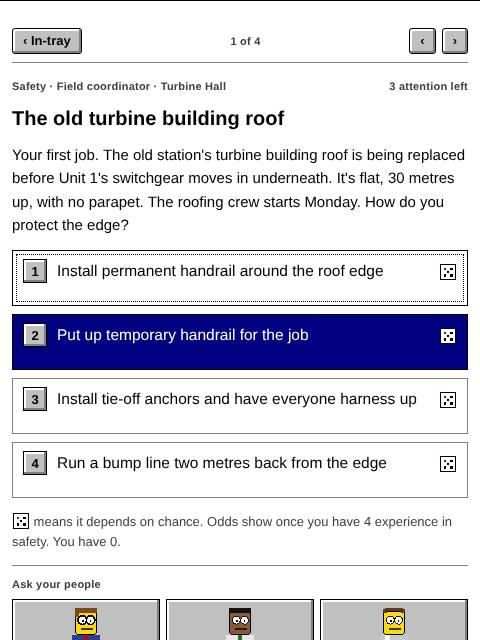 ‹ In-tray
1 of 4
‹
›
Safety · Field coordinator · Turbine Hall
3 attention left
The old turbine building roof
Your first job. The old station's turbine building roof is being replaced
before Unit 1's switchgear moves in underneath. It's flat, 30 metres
up, with no parapet. The roofing crew starts Monday. How do you
protect the edge?
1 Install permanent handrail around the roof edge
2 Put up temporary handrail for the job
3 Install tie-off anchors and have everyone harness up
4 Run a bump line two metres back from the edge
means it depends on chance. Odds show once you have 4 experience in
safety. You have 0.
Ask your people